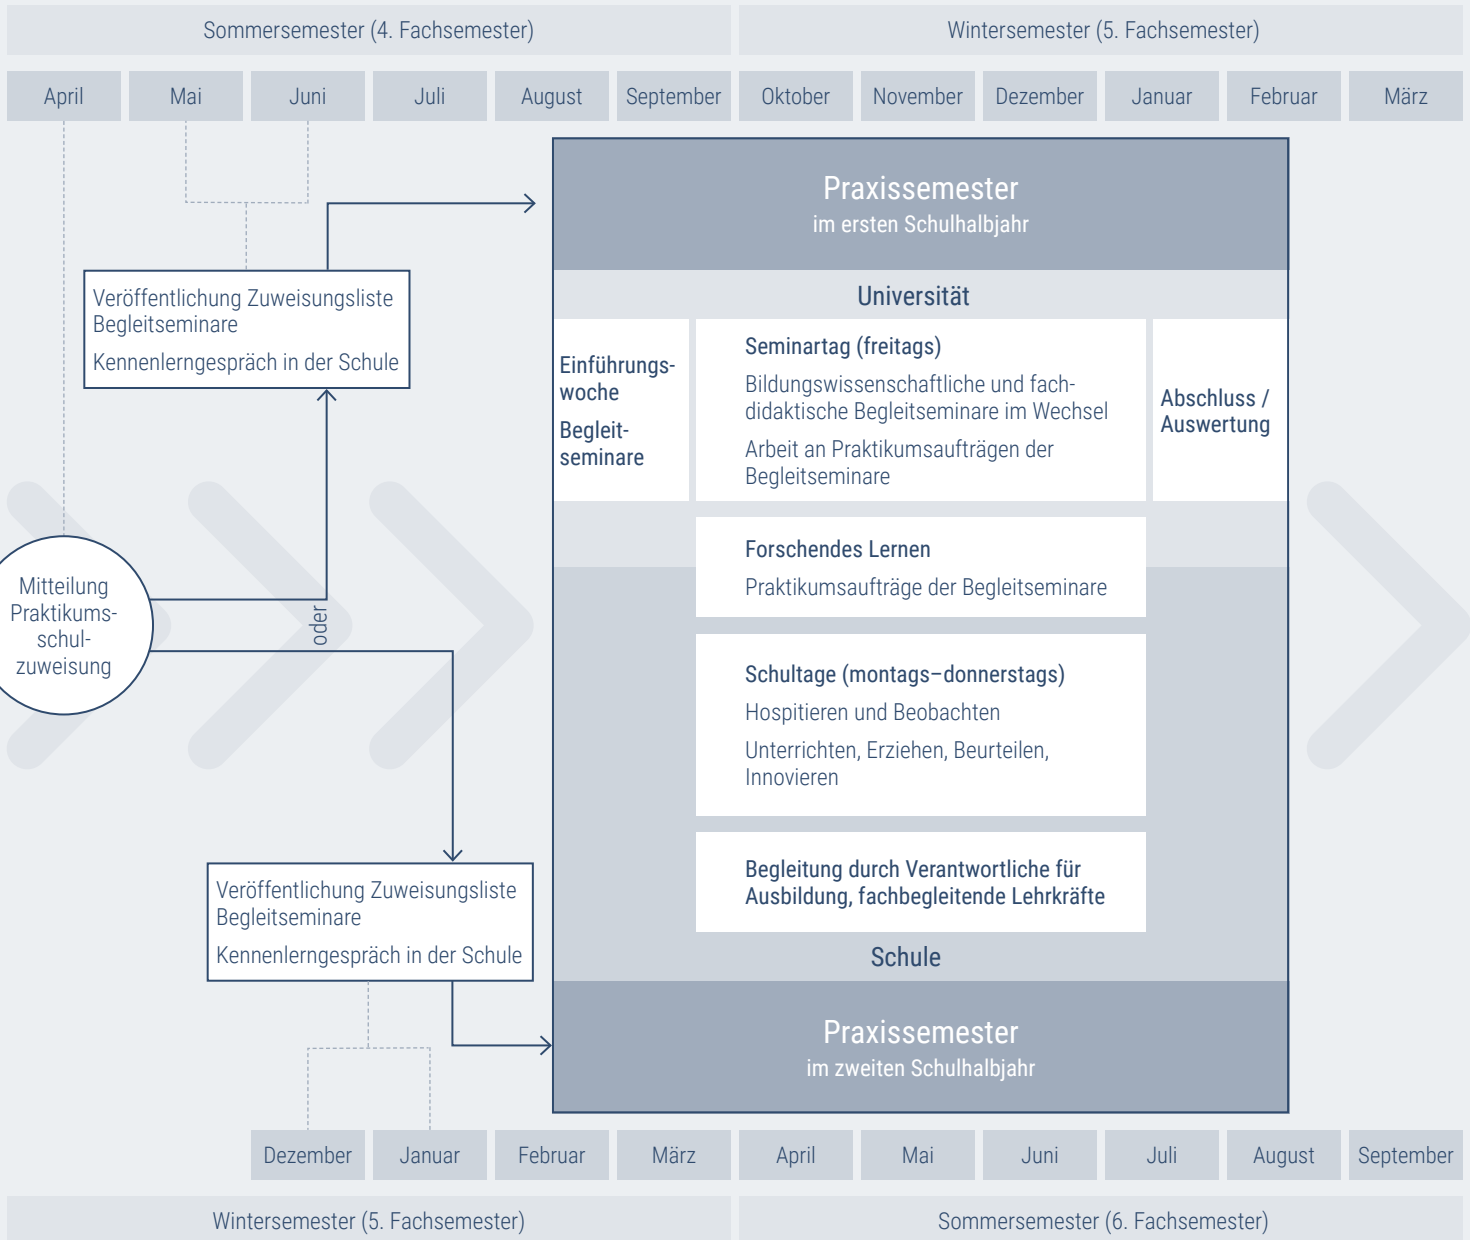 Sommersemester (4. Fachsemester)
Wintersemester (5. Fachsemester)
April
Mai
Juni
Juli
August
September
Oktober
November
Dezember
Januar
Februar
März
Praxissemester
im ersten Schulhalbjahr
Veröffentlichung Zuweisungsliste
Begleitseminare
Kennenlerngespräch in der Schule
Universität
Einführungs-
woche
Begleit-
seminare
Seminartag (freitags)
Bildungswissenschaftliche und fach-
didaktische Begleitseminare im Wechsel
Arbeit an Praktikumsaufträgen der
Begleitseminare
Abschluss /
Auswertung
Forschendes Lernen
Praktikumsaufträge der Begleitseminare
Mitteilung
Praktikums-
schul-
zuweisung
oder
Schultage (montags–donnerstags)
Hospitieren und Beobachten
Unterrichten, Erziehen, Beurteilen,
Innovieren
Begleitung durch Verantwortliche für
Ausbildung, fachbegleitende Lehrkräfte
Veröffentlichung Zuweisungsliste
Begleitseminare
Kennenlerngespräch in der Schule
Schule
Praxissemester
im zweiten Schulhalbjahr
Dezember
Januar
Februar
März
April
Mai
Juni
Juli
August
September
Wintersemester (5. Fachsemester)
Sommersemester (6. Fachsemester)